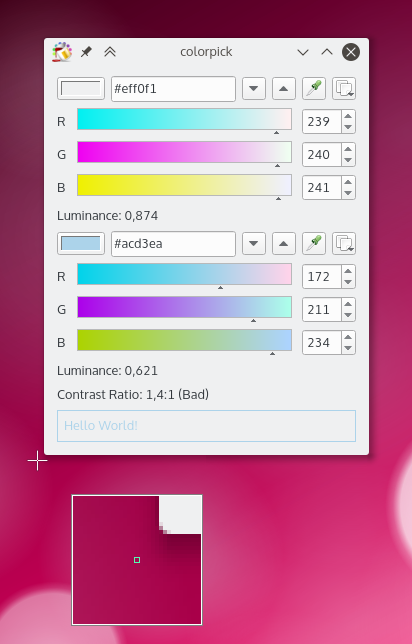 colorpick
#eff0f1
R 239
G 240
B 241
Luminance: 0,874
#acd3ea
R 172
G 211
B 234
Luminance: 0,621
Contrast Ratio: 1,4:1 (Bad)
Hello World!